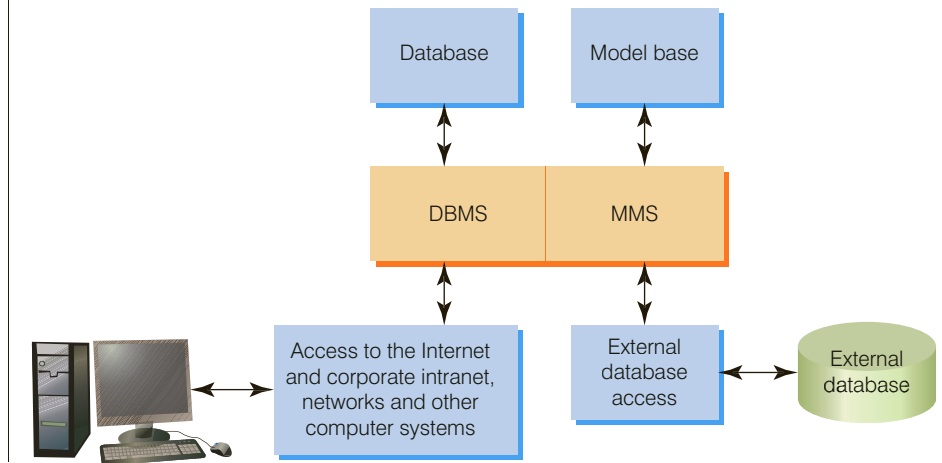 Database
Model base
DBMS
MMS
Access to the Internet
and corporate intranet,
networks and other
computer systems
External
database
access
External
database